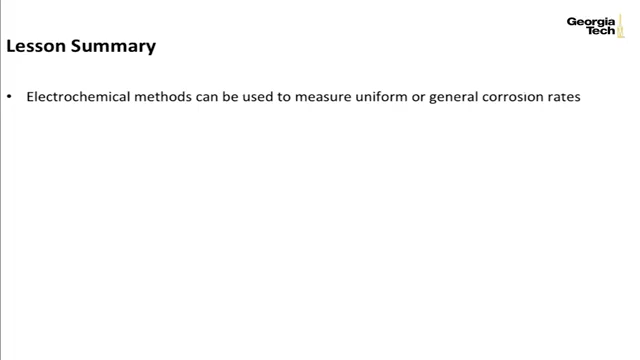 Georgia
Tech
Lesson Summary
• Electrochemical methods can be used to measure uniform or general corrosion rates